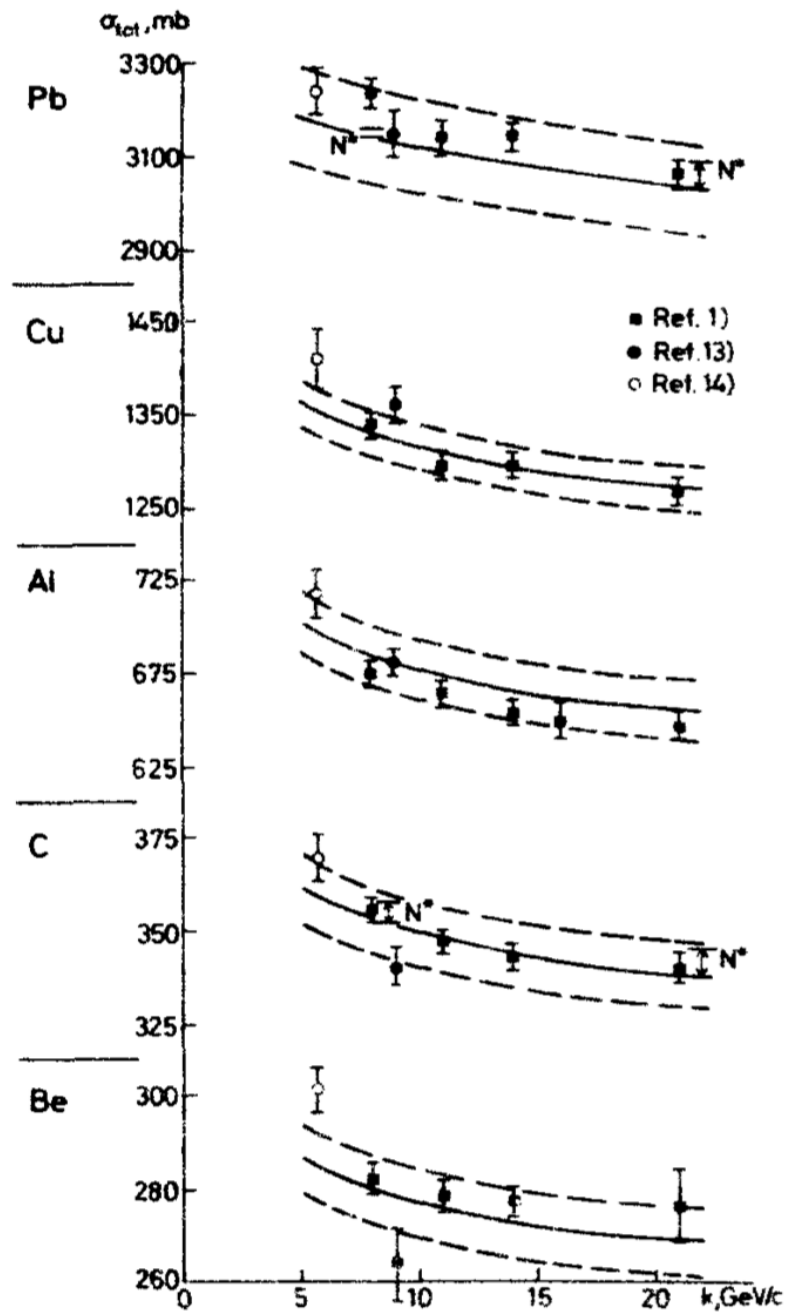 σtot, mb
3300
Pb
N*
3100
N*
2900
1450
Cu
■ Ref. 1)
● Ref. 13)
○ Ref. 14)
1350
1250
Al
725
675
625
C
375
N*
350
N*
325
Be
300
280
260
0 5 10 15 20 k, GeV/c